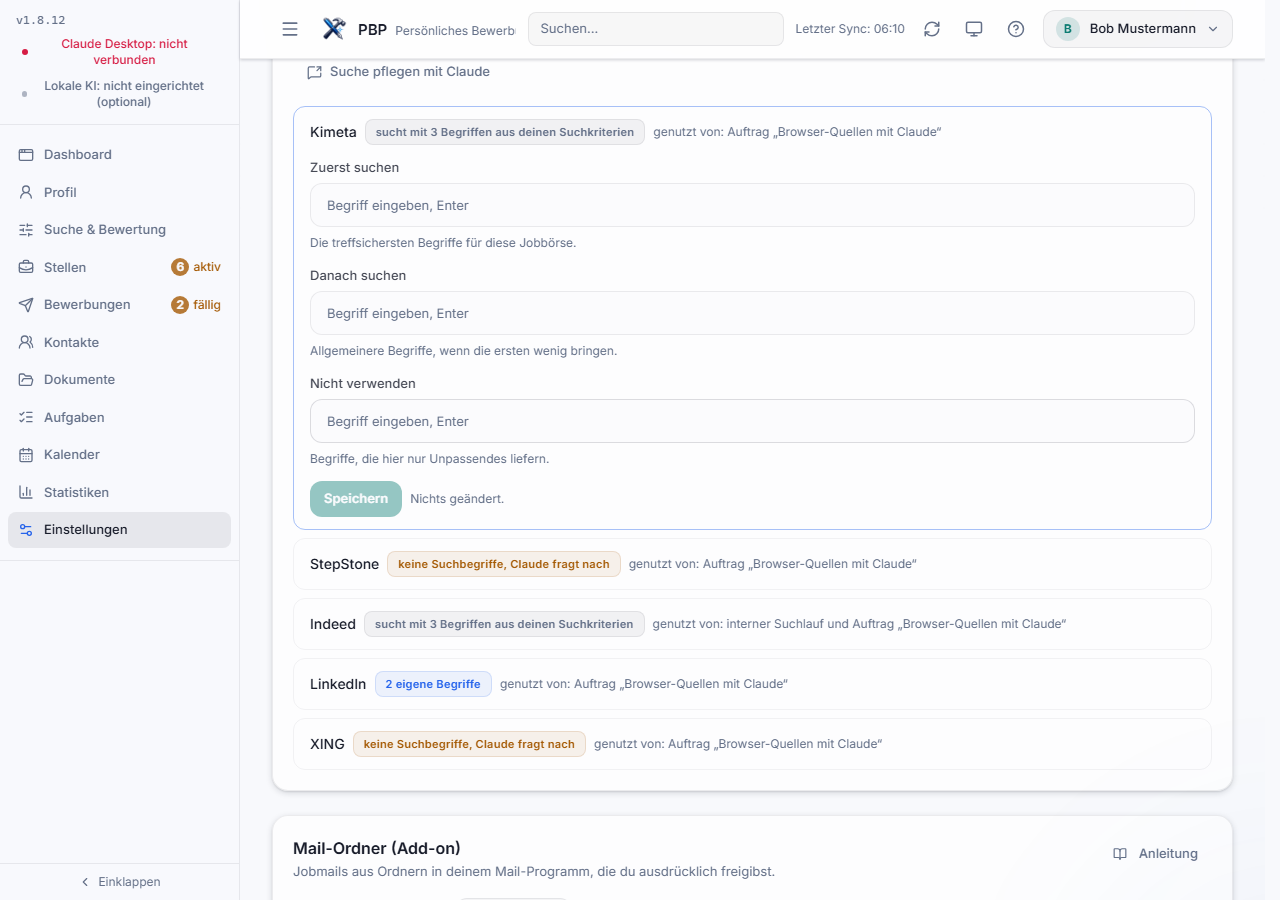 v1.8.12
Claude Desktop: nicht
verbunden
Lokale KI: nicht eingerichtet
(optional)
Dashboard
Profil
Suche & Bewertung
Stellen 6 aktiv
Bewerbungen 2 fällig
Kontakte
Dokumente
Aufgaben
Kalender
Statistiken
Einstellungen
Einklappen
PBP Persönliches Bewerb
Suchen...
Letzter Sync: 06:10
B Bob Mustermann
Suche pflegen mit Claude
Kimeta sucht mit 3 Begriffen aus deinen Suchkriterien genutzt von: Auftrag „Browser-Quellen mit Claude“
Zuerst suchen
Begriff eingeben, Enter
Die treffsichersten Begriffe für diese Jobbörse.
Danach suchen
Begriff eingeben, Enter
Allgemeinere Begriffe, wenn die ersten wenig bringen.
Nicht verwenden
Begriff eingeben, Enter
Begriffe, die hier nur Unpassendes liefern.
Speichern Nichts geändert.
StepStone keine Suchbegriffe, Claude fragt nach genutzt von: Auftrag „Browser-Quellen mit Claude“
Indeed sucht mit 3 Begriffen aus deinen Suchkriterien genutzt von: interner Suchlauf und Auftrag „Browser-Quellen mit Claude“
LinkedIn 2 eigene Begriffe genutzt von: Auftrag „Browser-Quellen mit Claude“
XING keine Suchbegriffe, Claude fragt nach genutzt von: Auftrag „Browser-Quellen mit Claude“
Mail-Ordner (Add-on)
Jobmails aus Ordnern in deinem Mail-Programm, die du ausdrücklich freigibst.
Anleitung